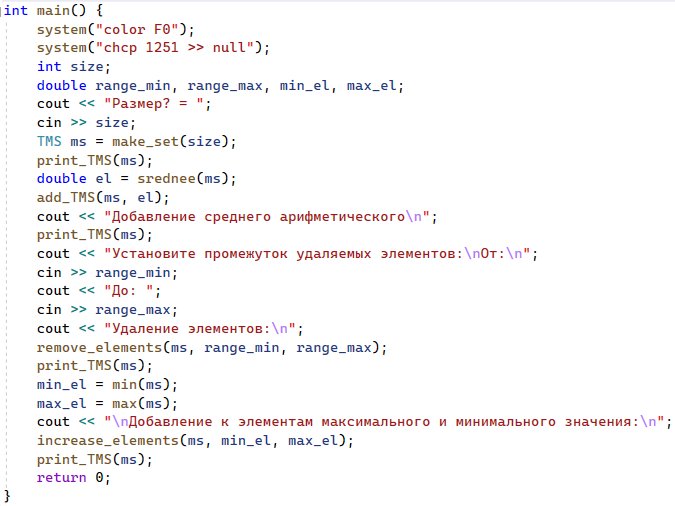 int main() {
    system("color F0");
    system("chcp 1251 >> null");
    int size;
    double range_min, range_max, min_el, max_el;
    cout << "Размер? = ";
    cin >> size;
    TMS ms = make_set(size);
    print_TMS(ms);
    double el = srednee(ms);
    add_TMS(ms, el);
    cout << "Добавление среднего арифметического\n";
    print_TMS(ms);
    cout << "Установите промежуток удаляемых элементов:\nОт:\n";
    cin >> range_min;
    cout << "До: ";
    cin >> range_max;
    cout << "Удаление элементов:\n";
    remove_elements(ms, range_min, range_max);
    print_TMS(ms);
    min_el = min(ms);
    max_el = max(ms);
    cout << "\nДобавление к элементам максимального и минимального значения:\n";
    increase_elements(ms, min_el, max_el);
    print_TMS(ms);
    return 0;
}